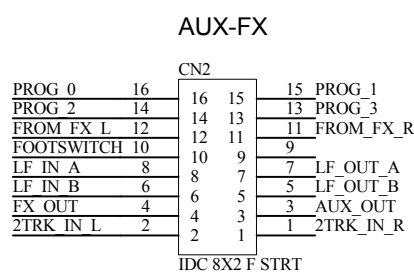 AUX-FX
CN2
PROG_0 16 16 15 15 PROG_1
PROG_2 14 14 13 13 PROG_3
FROM_FX_L 12 12 11 11 FROM_FX_R
FOOTSWITCH 10 10 9 9
LF_IN_A 8 8 7 7 LF_OUT_A
LF_IN_B 6 6 5 5 LF_OUT_B
FX_OUT 4 4 3 3 AUX_OUT
2TRK_IN_L 2 2 1 1 2TRK_IN_R
IDC 8X2 F STRT